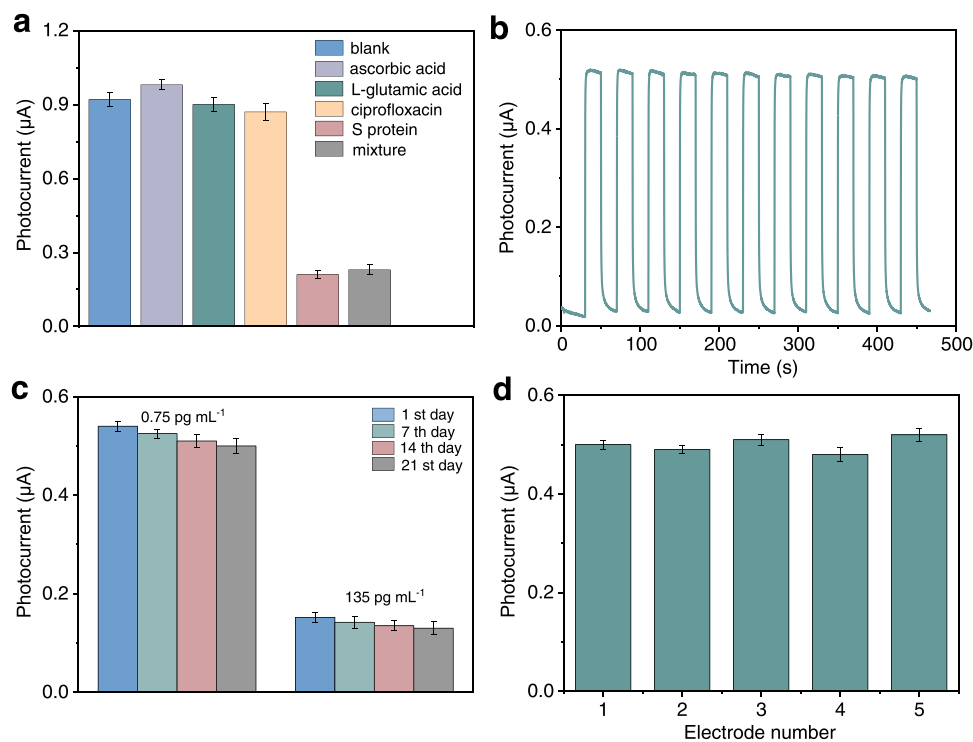 a
1.2
0.9
0.6
0.3
0.0
Photocurrent (μA)
blank
ascorbic acid
L-glutamic acid
ciprofloxacin
S protein
mixture
b
0.6
0.4
0.2
0.0
Photocurrent (μA)
0 100 200 300 400 500
Time (s)
c
0.6
0.4
0.2
0.0
Photocurrent (μA)
0.75 pg mL⁻¹
135 pg mL⁻¹
1 st day
7 th day
14 th day
21 st day
d
0.6
0.4
0.2
0.0
Photocurrent (μA)
1 2 3 4 5
Electrode number